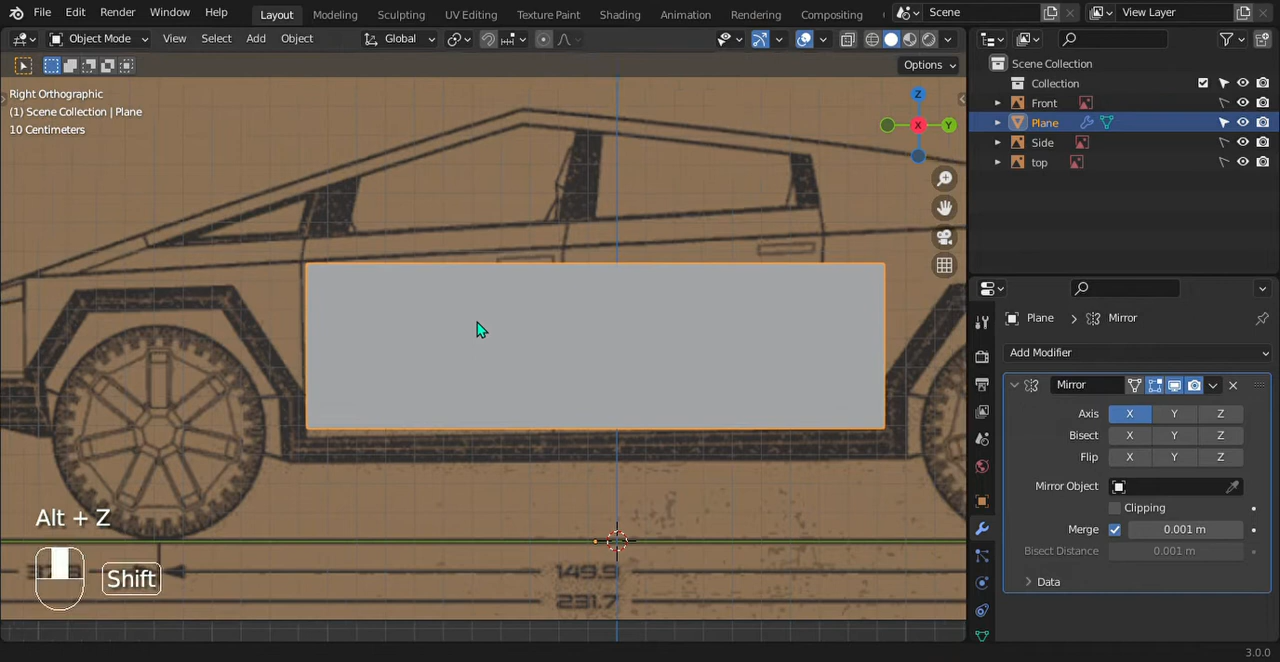 File Edit Render Window Help Layout Modeling Sculpting UV Editing Texture Paint Shading Animation Rendering Compositing Scene View Layer
Object Mode View Select Add Object Global
Options
Right Orthographic
(1) Scene Collection | Plane
10 Centimeters
Z
X
Y
149.9
231.7
Alt + Z
Shift
Scene Collection
Collection
Front
Plane
Side
top
Plane Mirror
Add Modifier
Mirror
Axis X Y Z
Bisect X Y Z
Flip X Y Z
Mirror Object
Clipping
Merge 0.001 m
Bisect Distance 0.001 m
Data
3.0.0